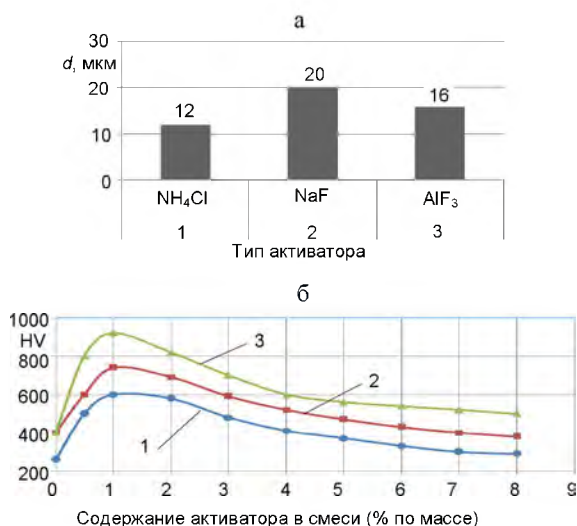 а
30
d, мкм
20
20
16
12
10
0
NH₄Cl NaF AlF₃
1 2 3
Тип активатора
б
1000
HV
800
3
600
2
400
1
200
0 1 2 3 4 5 6 7 8 9
Содержание активатора в смеси (% по массе)